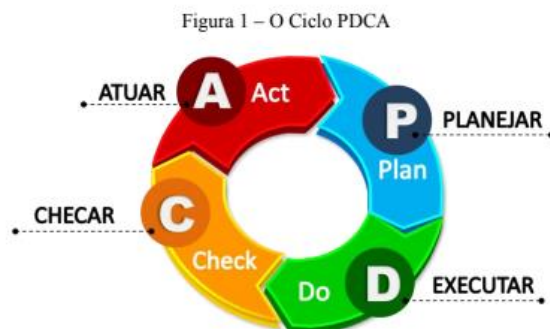 Figura 1 – O Ciclo PDCA
ATUAR
A
Act
P
PLANEJAR
Plan
CHECAR
C
Check
Do
D
EXECUTAR